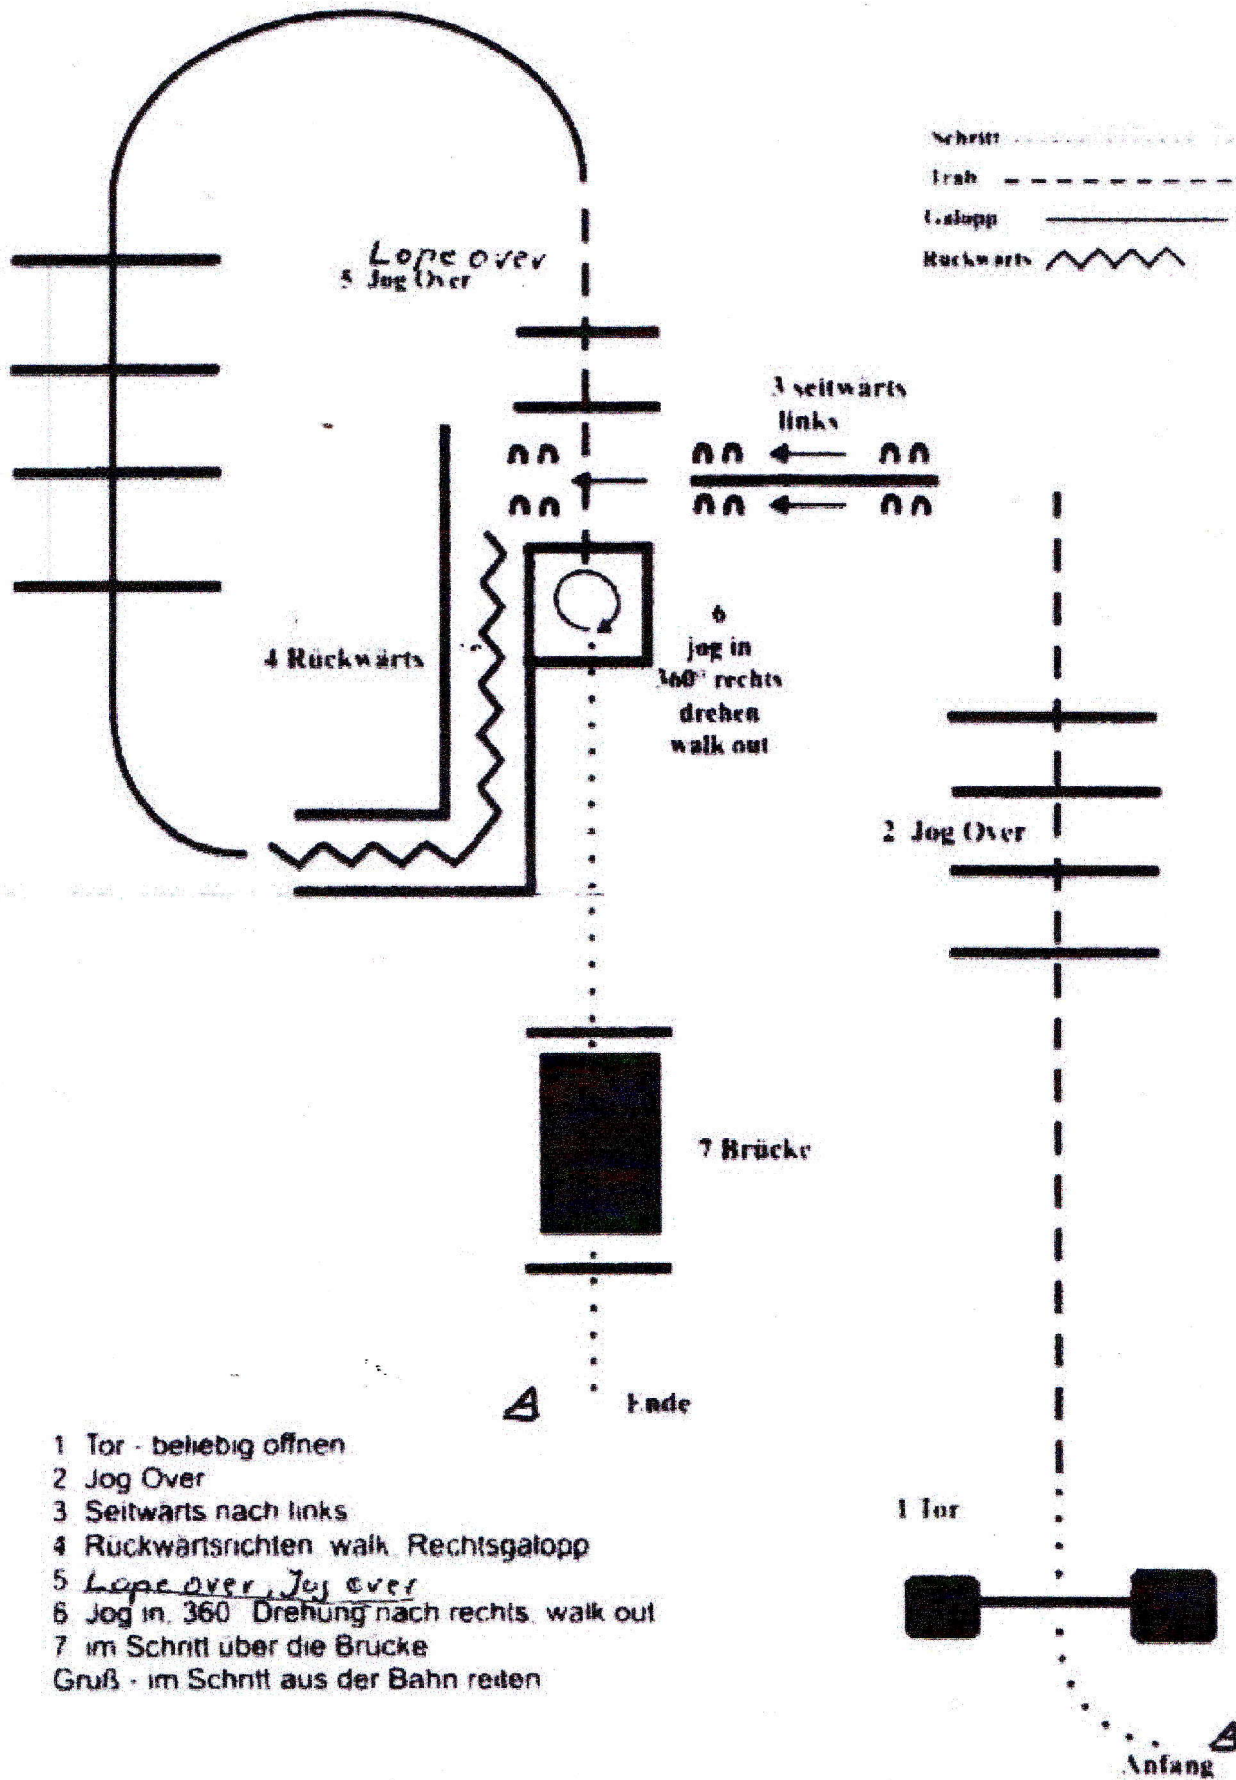 Schritt
Trab
Galopp
Rückwärts
Lope over
5 Jog Over
3 seitwärts
links
4 Rückwärts
6
jog in
360° rechts
drehen
walk out
2 Jog Over
7 Brücke
Ende
1 Tor
Anfang
1 Tor - beliebig offnen
2 Jog Over
3 Seitwärts nach links
4 Rückwärtsrichten walk Rechtsgalopp
5 Lope over, Jog over
6 Jog in, 360 Drehung nach rechts, walk out
7 im Schritt über die Brücke
Gruß - im Schritt aus der Bahn reiten